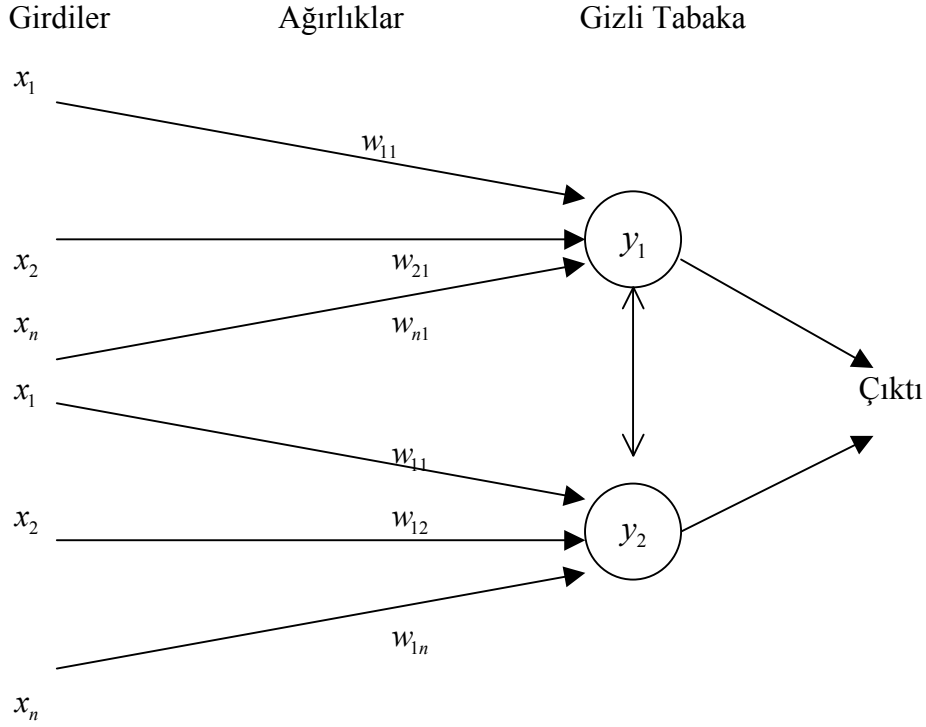 Girdiler Ağırlıklar Gizli Tabaka
x₁
w₁₁
y₁
x₂ w₂₁
xₙ wₙ₁
x₁ Çıktı
w₁₁
x₂ w₁₂
y₂
w₁ₙ
xₙ